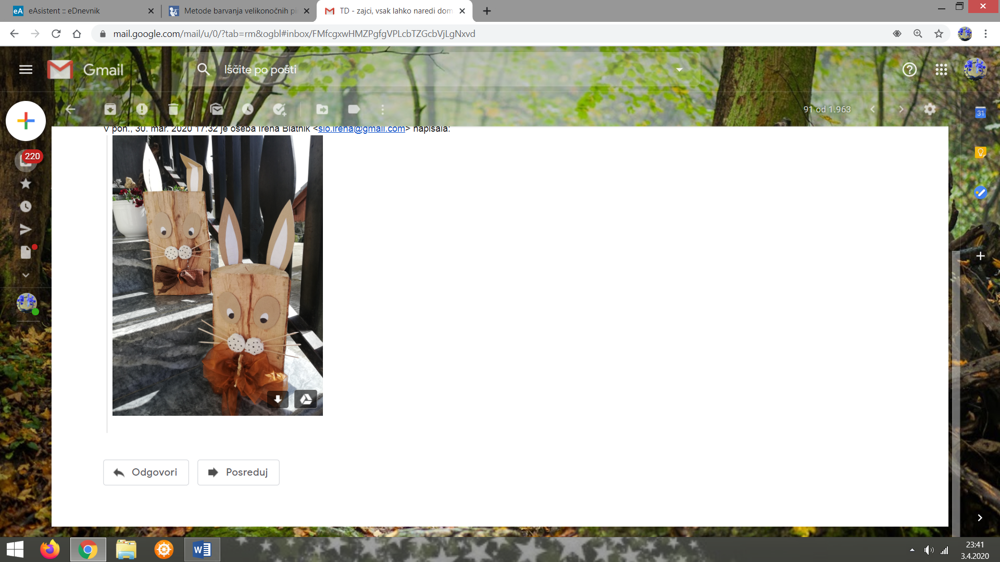 eA eAsistent :: eDnevnik
Metode barvanja velikonočnih pi
TD - zajci, vsak lahko naredi dom
mail.google.com/mail/u/0/?tab=rm&ogbl#inbox/FMfcgxwHMZPgfgVPLcbTZGcbVjLgNxvd
Gmail
Iščite po pošti
91 od 1.963
31
220
V pon., 30. mar. 2020 17:32 je oseba Irena Blatnik <slo.irena@gmail.com> napisala:
Odgovori
Posreduj
W
23:41
3.4.2020